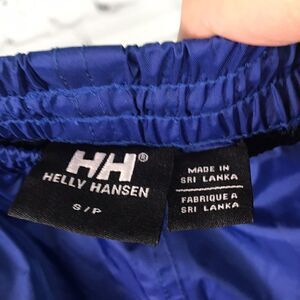 HH®
HELLY HANSEN
S/P
MADE IN
SRI LANKA
FABRIQUÉ A
SRI LANKA